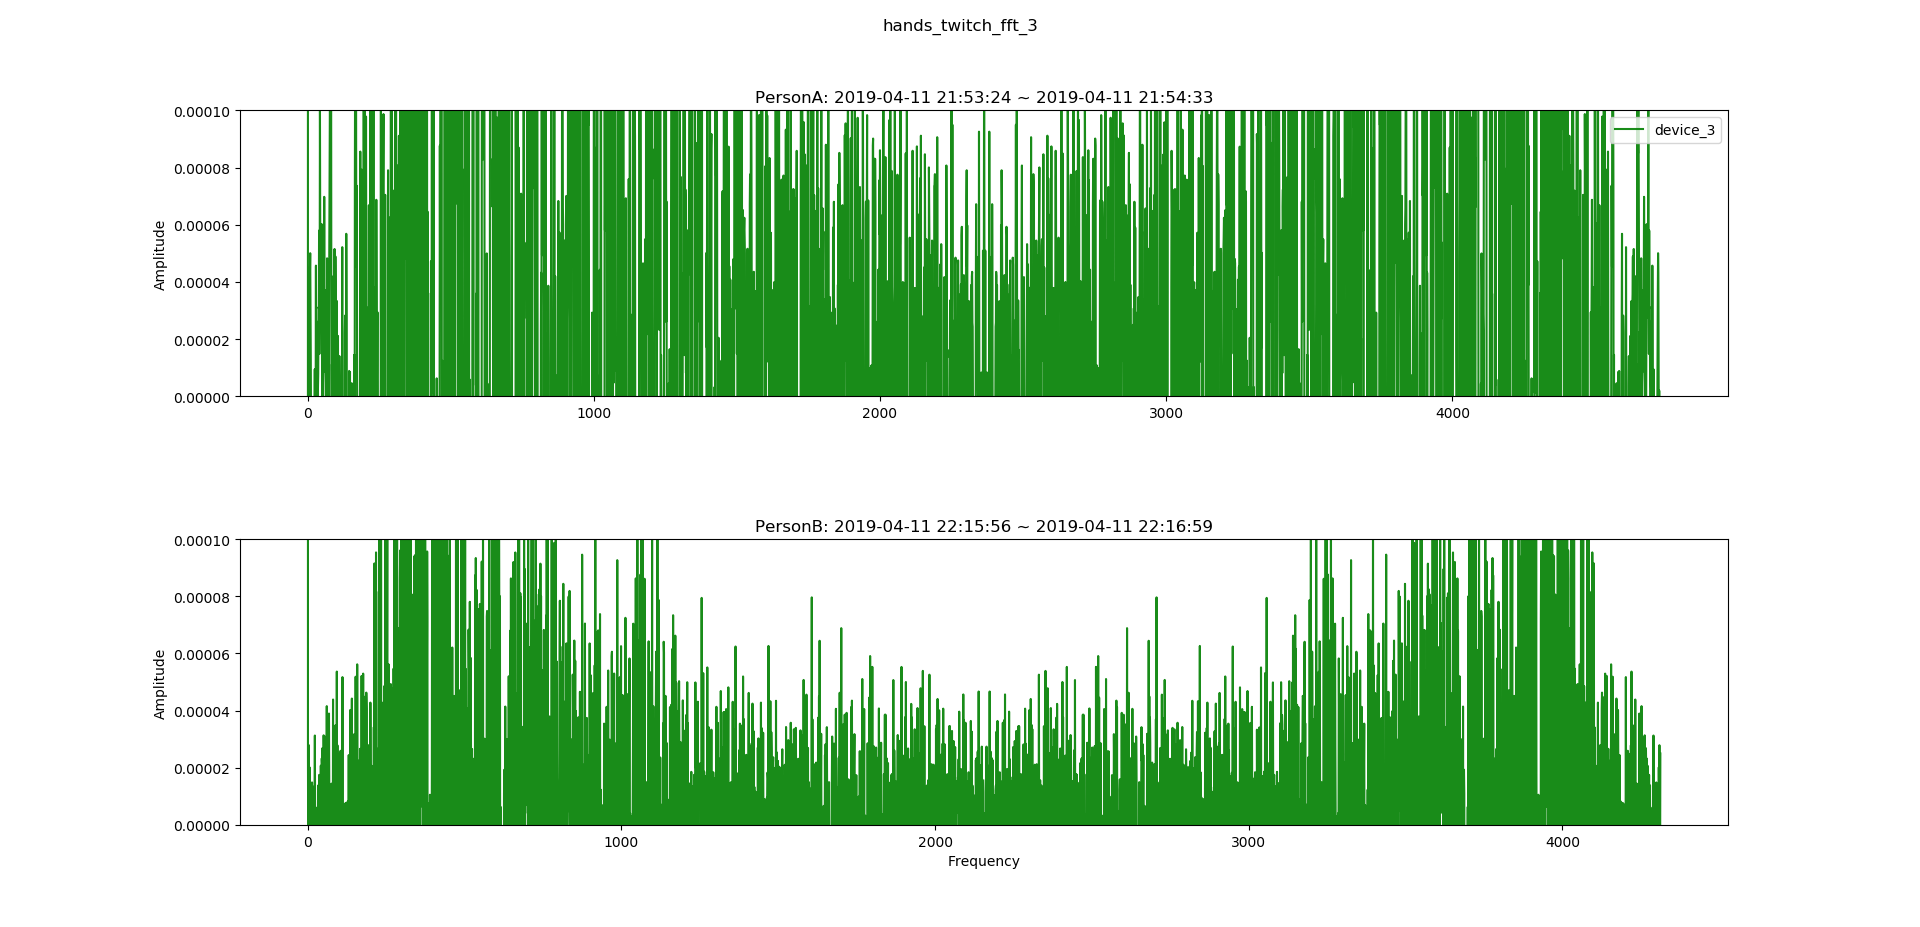 hands_twitch_fft_3
PersonA: 2019-04-11 21:53:24 ~ 2019-04-11 21:54:33
0.00010
0.00008
0.00006
0.00004
0.00002
0.00000
Amplitude
device_3
0 1000 2000 3000 4000
PersonB: 2019-04-11 22:15:56 ~ 2019-04-11 22:16:59
0.00010
0.00008
0.00006
0.00004
0.00002
0.00000
Amplitude
0 1000 2000 3000 4000
Frequency